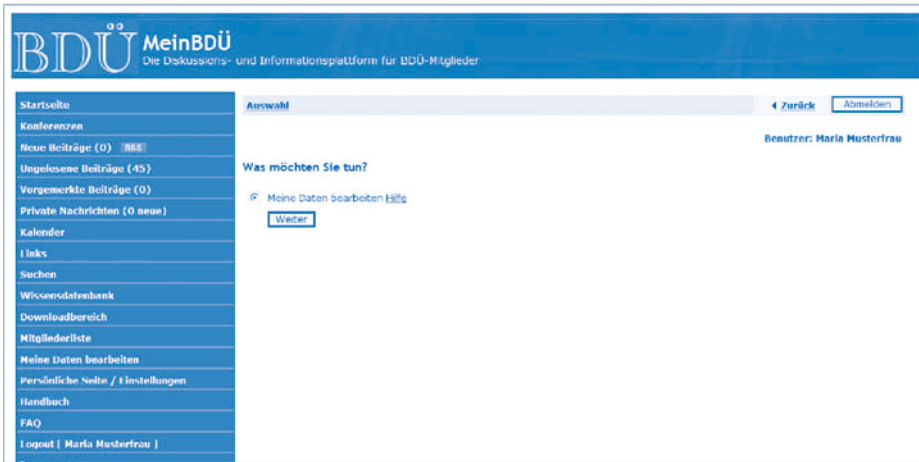 BDÜ MeinBDÜ
Die Diskussions- und Informationsplattform für BDÜ-Mitglieder
Startseite
Konferenzen
Neue Beiträge (0) RSS
Ungelesene Beiträge (45)
Vorgemerkte Beiträge (0)
Private Nachrichten (0 neue)
Kalender
Links
Suchen
Wissensdatenbank
Downloadbereich
Mitgliederliste
Meine Daten bearbeiten
Persönliche Seite / Einstellungen
Handbuch
FAQ
Logout [ Maria Musterfrau ]
Auswahl
Zurück Abmelden
Benutzer: Maria Musterfrau
Was möchten Sie tun?
Meine Daten bearbeiten Hilfe
Weiter